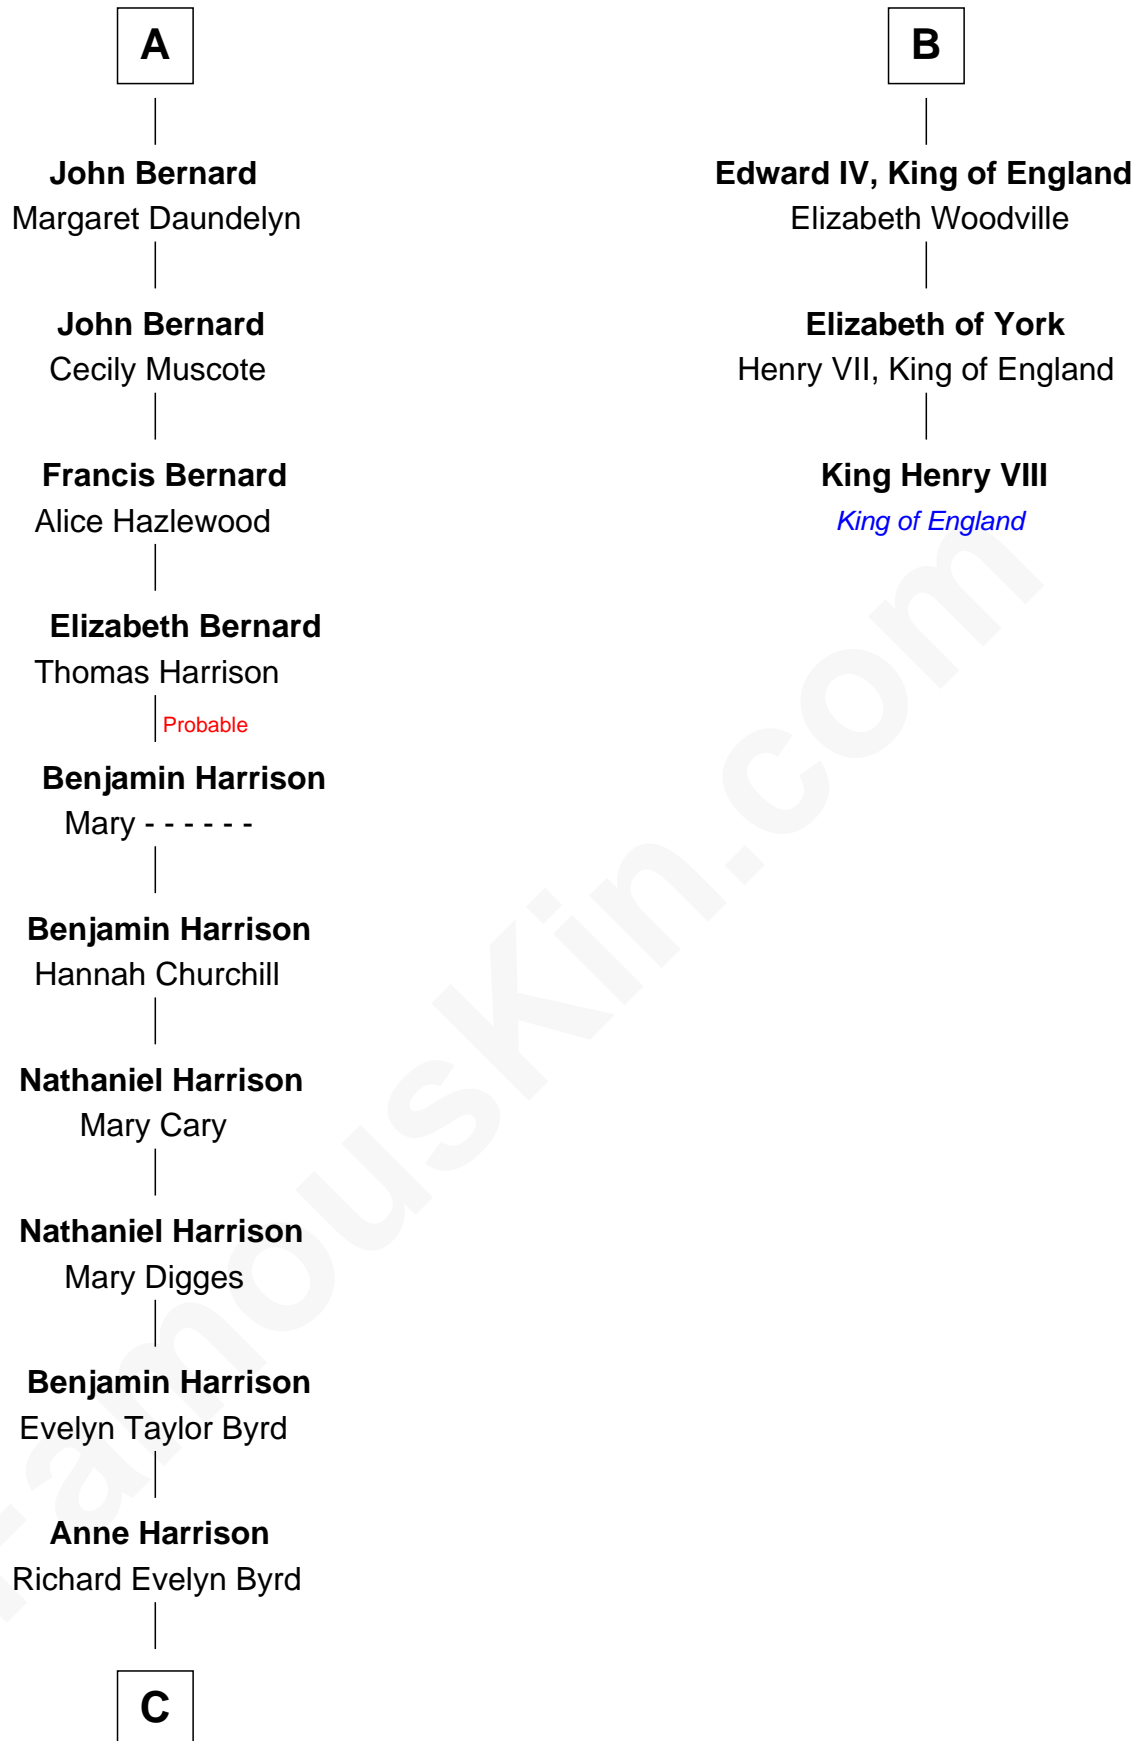 A
John Bernard
Margaret Daundelyn
John Bernard
Cecily Muscote
Francis Bernard
Alice Hazlewood
Elizabeth Bernard
Thomas Harrison
Probable
Benjamin Harrison
Mary - - - - - -
Benjamin Harrison
Hannah Churchill
Nathaniel Harrison
Mary Cary
Nathaniel Harrison
Mary Digges
Benjamin Harrison
Evelyn Taylor Byrd
Anne Harrison
Richard Evelyn Byrd
C
B
Edward IV, King of England
Elizabeth Woodville
Elizabeth of York
Henry VII, King of England
King Henry VIII
King of England
FamousKin.com